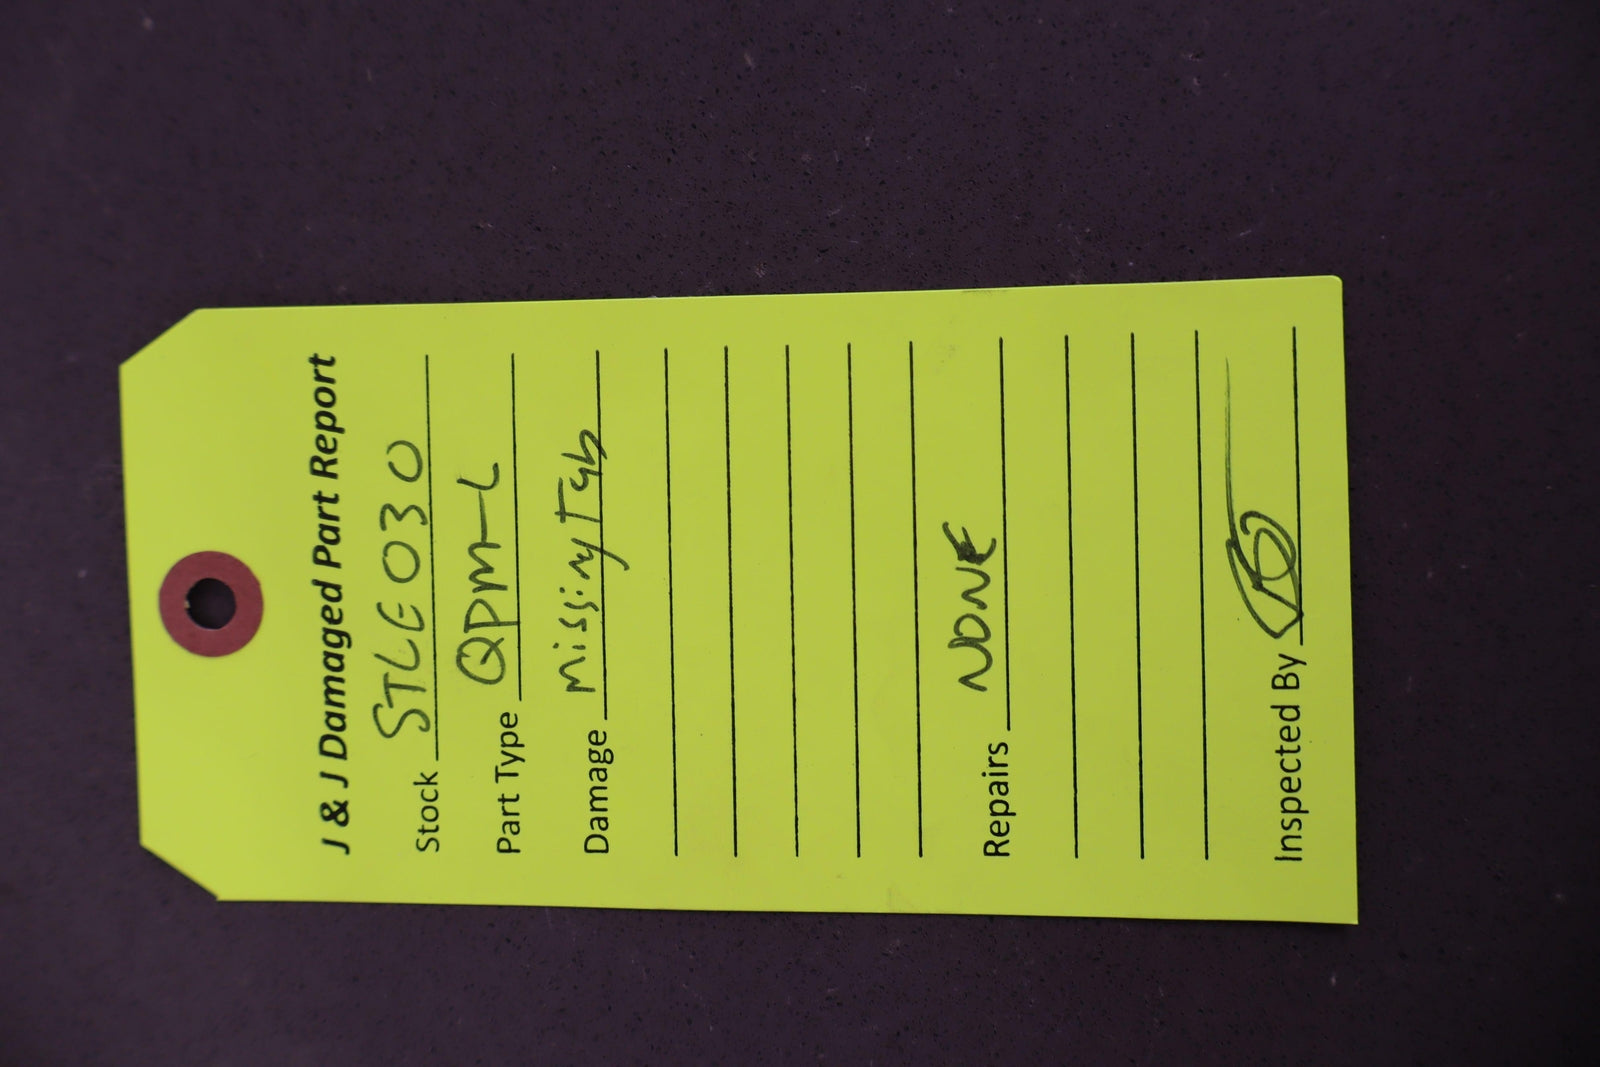 J & J Damaged Part Report
Stock STLE030
Part Type QPM-L
Damage missing Tab
Repairs NONE
Inspected By